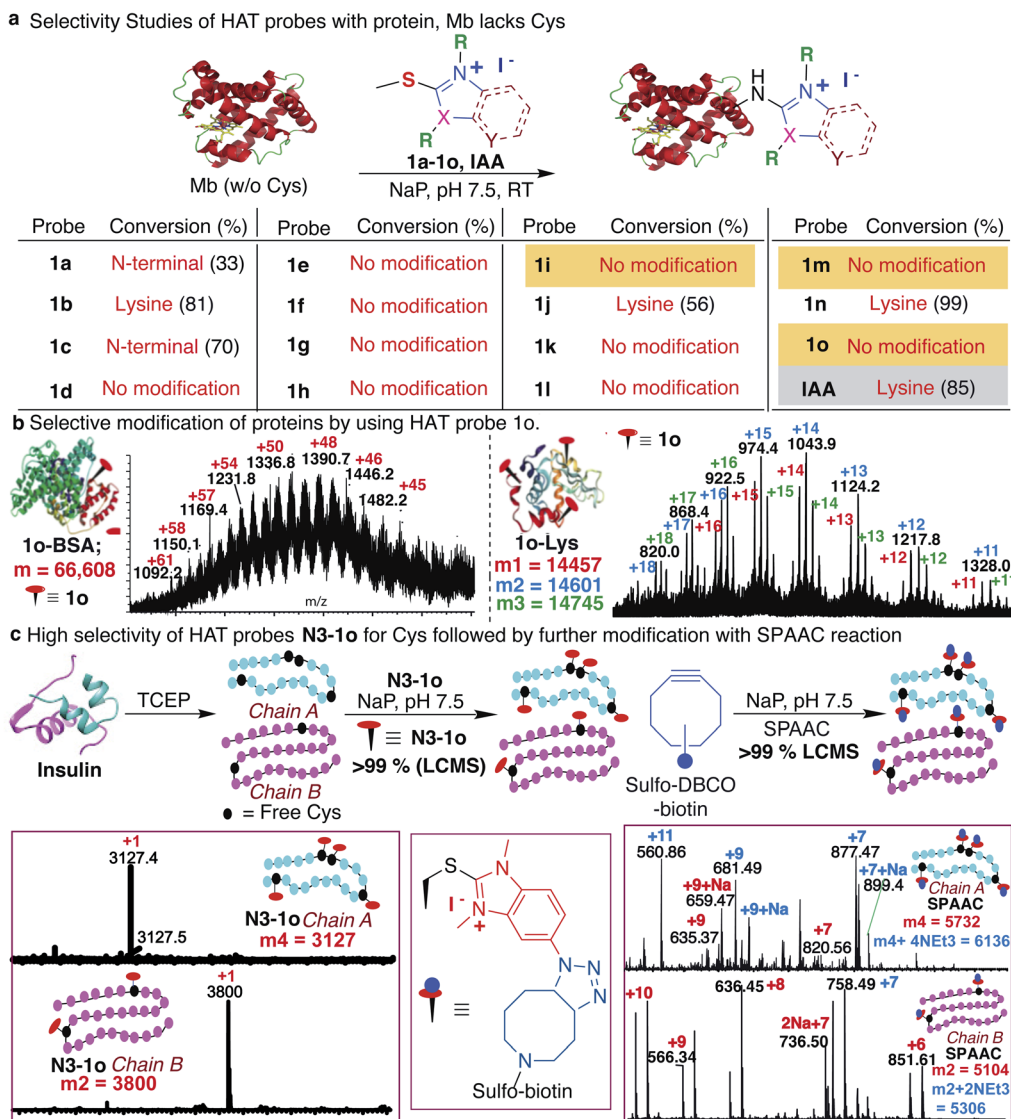 a Selectivity Studies of HAT probes with protein, Mb lacks Cys
Mb (w/o Cys)
R
S
N + I -
X
R
Y
1a-1o, IAA
NaP, pH 7.5, RT
H
N
R
N + I -
X
R
Y
Probe Conversion (%) Probe Conversion (%) Probe Conversion (%) Probe Conversion (%)
1a N-terminal (33) 1e No modification 1i No modification 1m No modification
1b Lysine (81) 1f No modification 1j Lysine (56) 1n Lysine (99)
1c N-terminal (70) 1g No modification 1k No modification 1o No modification
1d No modification 1h No modification 1l No modification IAA Lysine (85)
b Selective modification of proteins by using HAT probe 1o.
1o-BSA;
m = 66,608
≡ 1o
+61
1092.2
+58
1150.1
+57
1169.4
+54
1231.8
+50
1336.8
+48
1390.7
+46
1446.2
+45
1482.2
m/z
≡ 1o
1o-Lys
m1 = 14457
m2 = 14601
m3 = 14745
+18
+18
820.0
+17
+17
868.4
+16
+16
+16
922.5
+15
+15
974.4
+15
+14
+14
1043.9
+14
+13
+13
1124.2
+13
+12
+12
1217.8
+12
+11
+11
1328.0
+11
c High selectivity of HAT probes N3-1o for Cys followed by further modification with SPAAC reaction
Insulin
TCEP
Chain A
Chain B
= Free Cys
N3-1o
NaP, pH 7.5
≡ N3-1o
>99 % (LCMS)
Sulfo-DBCO
-biotin
NaP, pH 7.5
SPAAC
>99 % LCMS
+1
3127.4
3127.5
N3-1o Chain A
m4 = 3127
+1
3800
N3-1o Chain B
m2 = 3800
S
N
I -
N
+
N
N
N
N
≡
Sulfo-biotin
+11
560.86
+9
635.37
+9+Na
659.47
+9
681.49
+9+Na
+7
820.56
+7
877.47
+7+Na
899.4
Chain A
SPAAC
m4 = 5732
m4+ 4NEt3 = 6136
+10
+9
566.34
636.45 +8
2Na+7
736.50
758.49 +7
+6
851.61
Chain B
SPAAC
m2 = 5104
m2+2NEt3
= 5306